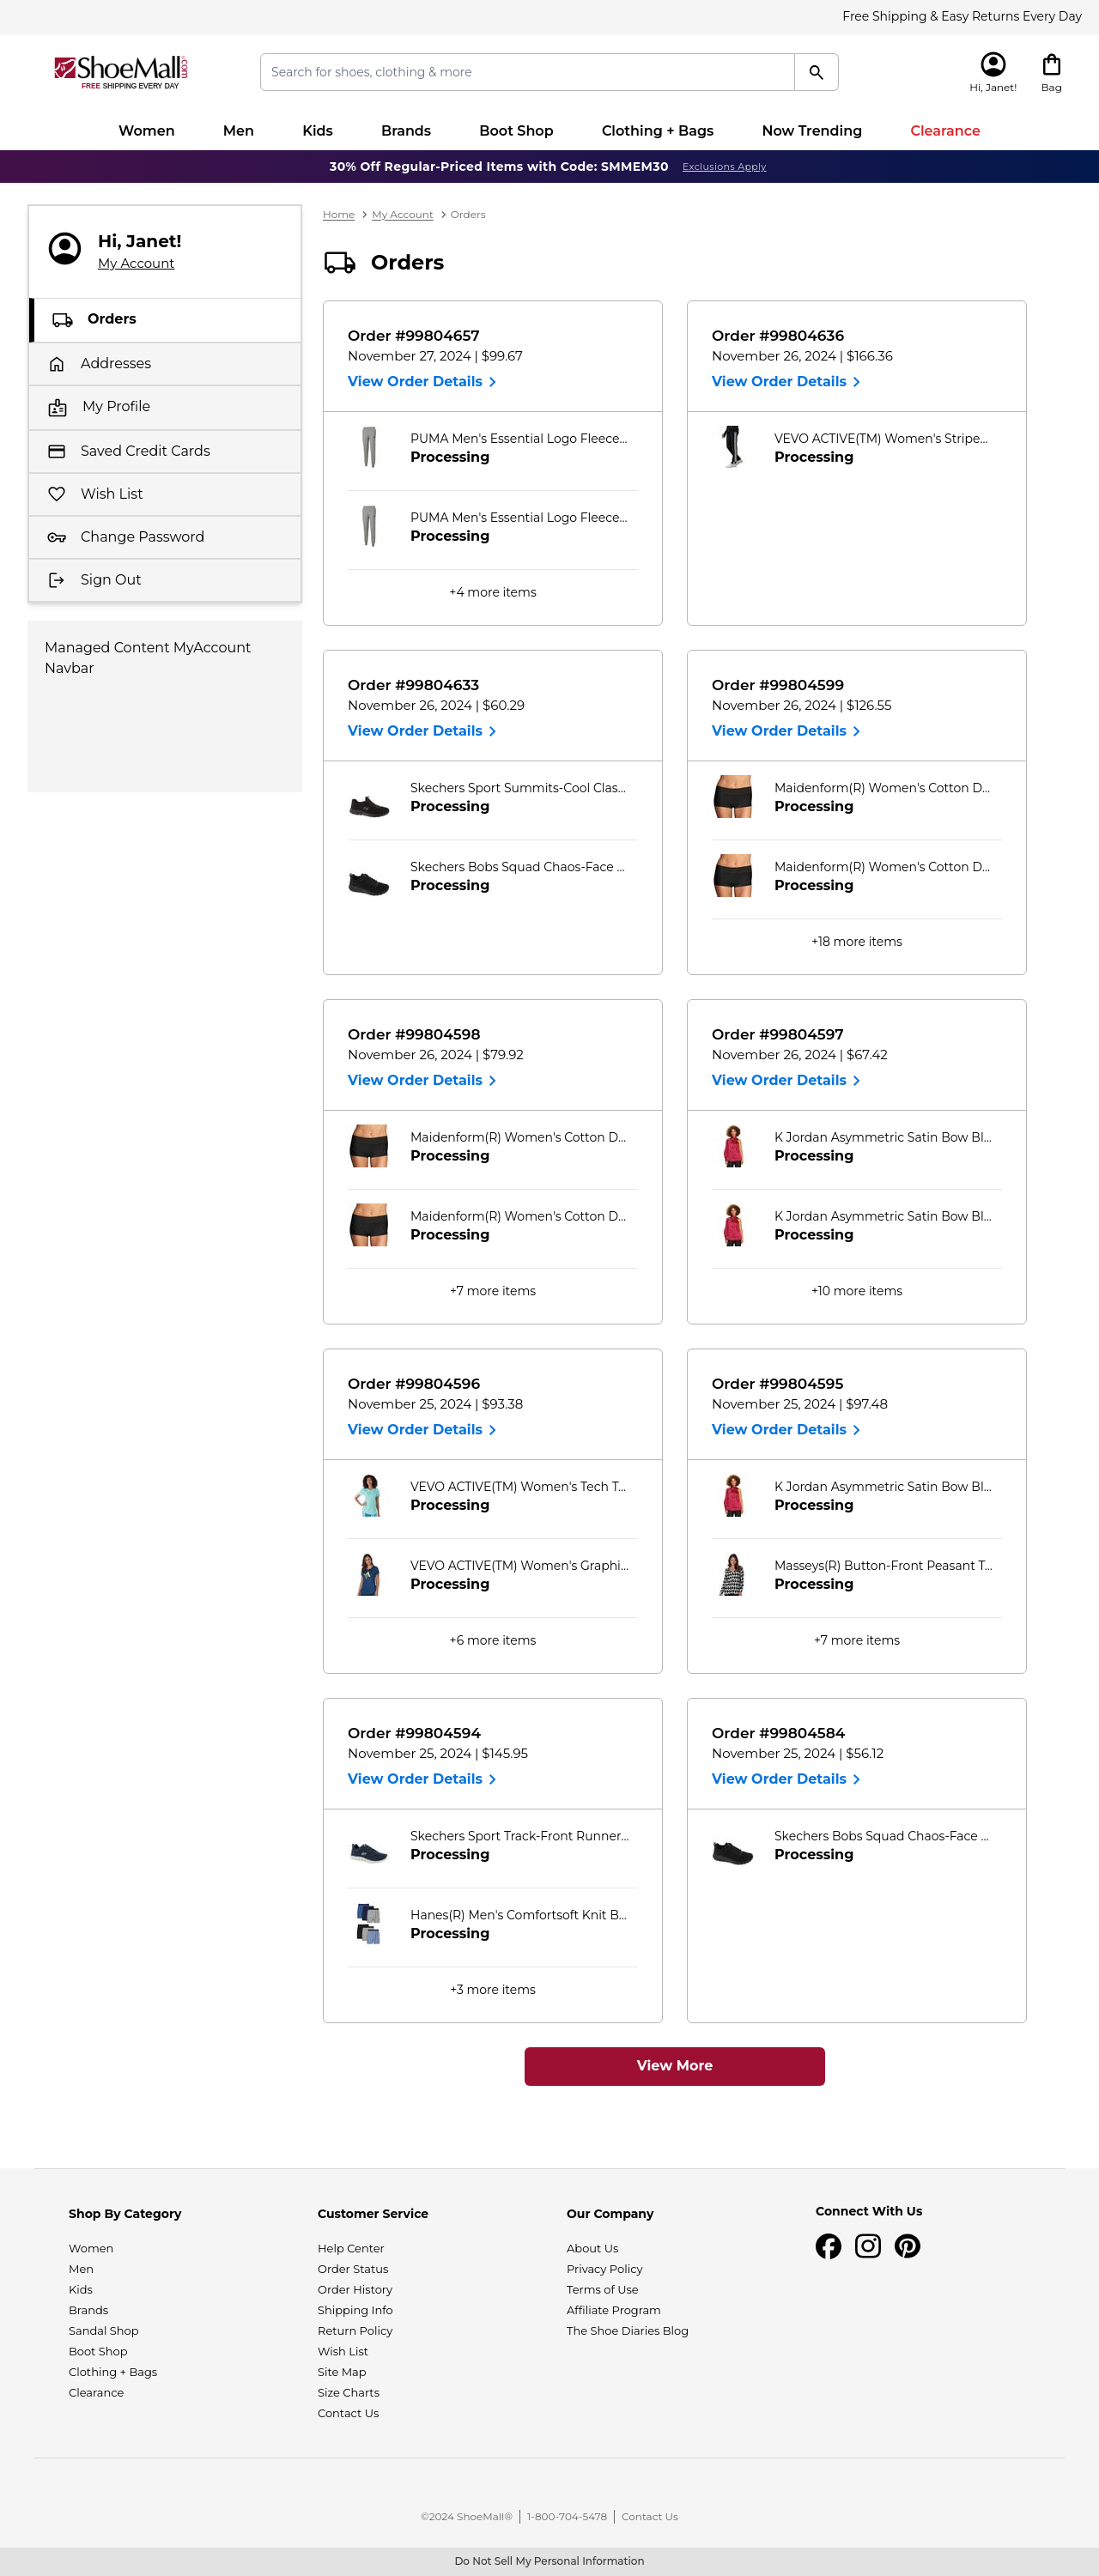 Free Shipping & Easy Returns Every Day
ShoeMall.com
FREE SHIPPING EVERY DAY
Search for shoes, clothing & more
Hi, Janet!
Bag
Women
Men
Kids
Brands
Boot Shop
Clothing + Bags
Now Trending
Clearance
30% Off Regular-Priced Items with Code: SMMEM30 Exclusions Apply
Hi, Janet!
My Account
Orders
Addresses
My Profile
Saved Credit Cards
Wish List
Change Password
Sign Out
Managed Content MyAccount
Navbar
Home > My Account > Orders
Orders
Order #99804657
November 27, 2024 | $99.67
View Order Details
PUMA Men's Essential Logo Fleece...
Processing
PUMA Men's Essential Logo Fleece...
Processing
+4 more items
Order #99804636
November 26, 2024 | $166.36
View Order Details
VEVO ACTIVE(TM) Women's Stripe...
Processing
Order #99804633
November 26, 2024 | $60.29
View Order Details
Skechers Sport Summits-Cool Clas...
Processing
Skechers Bobs Squad Chaos-Face ...
Processing
Order #99804599
November 26, 2024 | $126.55
View Order Details
Maidenform(R) Women's Cotton D...
Processing
Maidenform(R) Women's Cotton D...
Processing
+18 more items
Order #99804598
November 26, 2024 | $79.92
View Order Details
Maidenform(R) Women's Cotton D...
Processing
Maidenform(R) Women's Cotton D...
Processing
+7 more items
Order #99804597
November 26, 2024 | $67.42
View Order Details
K Jordan Asymmetric Satin Bow Bl...
Processing
K Jordan Asymmetric Satin Bow Bl...
Processing
+10 more items
Order #99804596
November 25, 2024 | $93.38
View Order Details
VEVO ACTIVE(TM) Women's Tech T...
Processing
VEVO ACTIVE(TM) Women's Graphi...
Processing
+6 more items
Order #99804595
November 25, 2024 | $97.48
View Order Details
K Jordan Asymmetric Satin Bow Bl...
Processing
Masseys(R) Button-Front Peasant T...
Processing
+7 more items
Order #99804594
November 25, 2024 | $145.95
View Order Details
Skechers Sport Track-Front Runner...
Processing
Hanes(R) Men's Comfortsoft Knit B...
Processing
+3 more items
Order #99804584
November 25, 2024 | $56.12
View Order Details
Skechers Bobs Squad Chaos-Face ...
Processing
View More
Shop By Category
Women
Men
Kids
Brands
Sandal Shop
Boot Shop
Clothing + Bags
Clearance
Customer Service
Help Center
Order Status
Order History
Shipping Info
Return Policy
Wish List
Site Map
Size Charts
Contact Us
Our Company
About Us
Privacy Policy
Terms of Use
Affiliate Program
The Shoe Diaries Blog
Connect With Us
©2024 ShoeMall® | 1-800-704-5478 | Contact Us
Do Not Sell My Personal Information